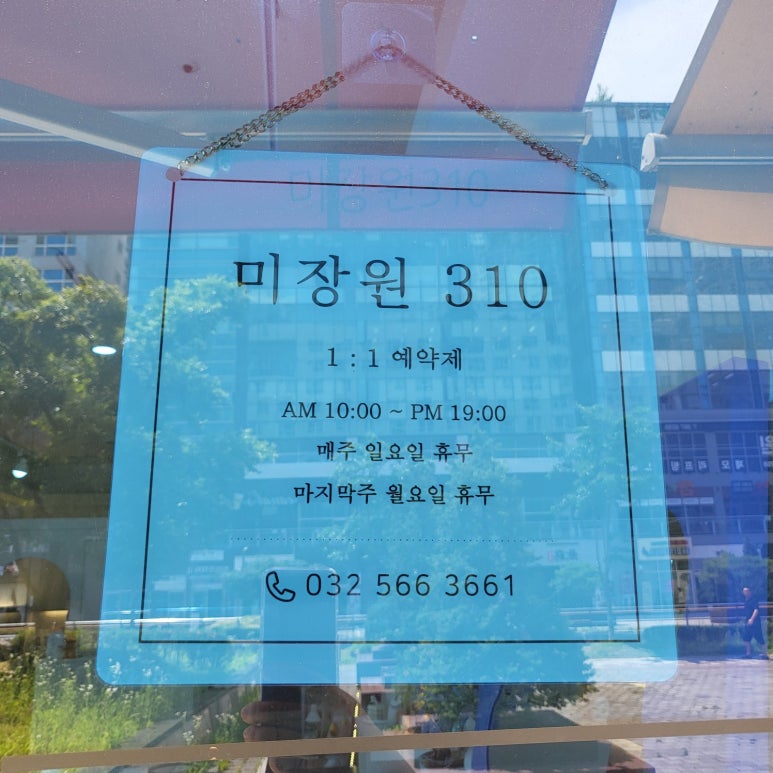 미장원 310
1 : 1 예약제
AM 10:00 ~ PM 19:00
매주 일요일 휴무
마지막주 월요일 휴무
032 566 3661